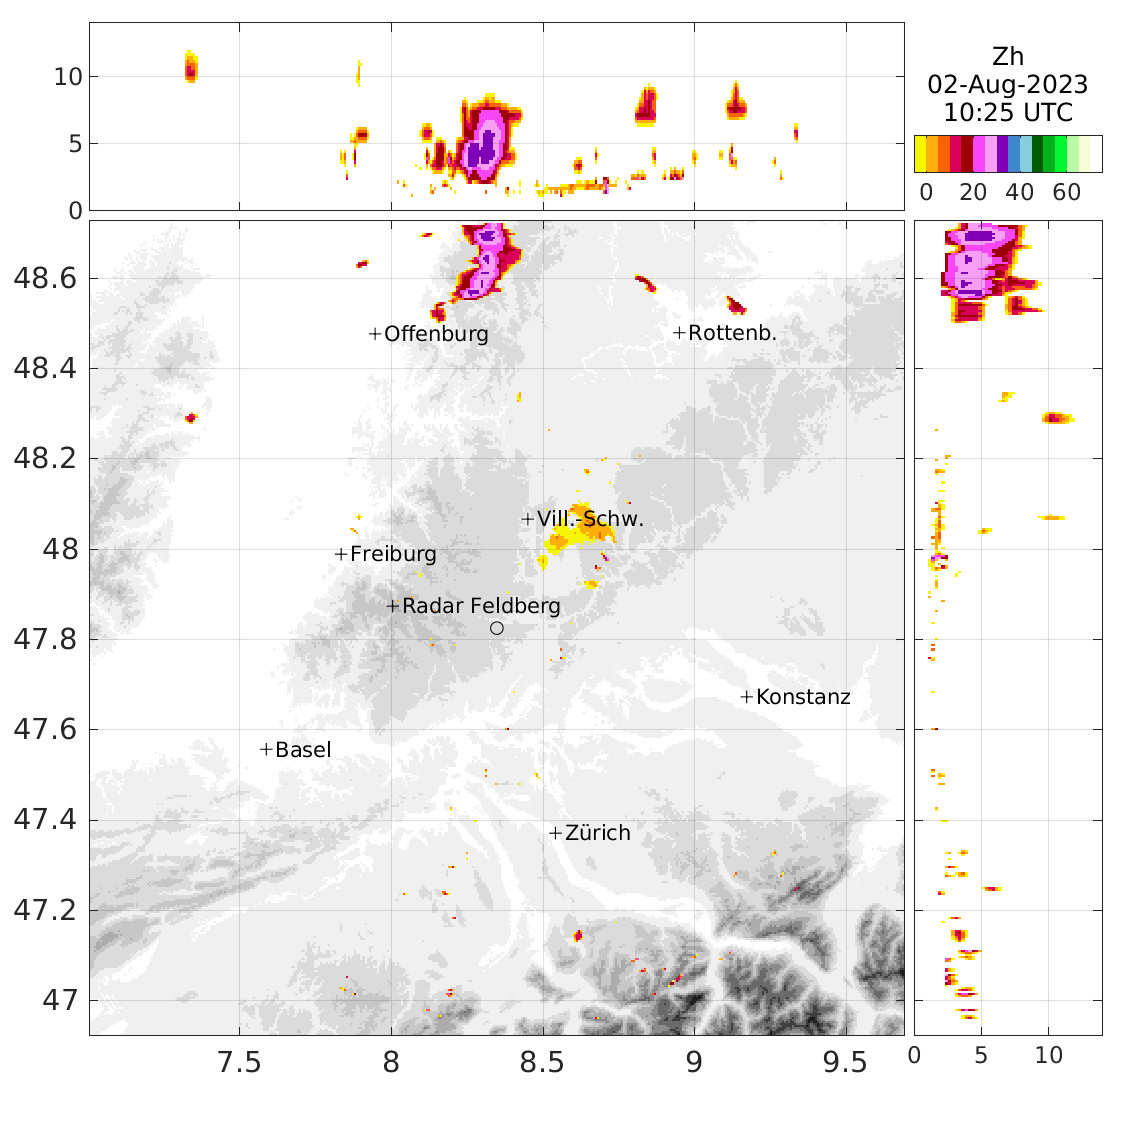 Zh
02-Aug-2023
10:25 UTC
0 20 40 60
10
5
0
48.6
48.4
48.2
48
47.8
47.6
47.4
47.2
47
Offenburg
Rottenb.
Vill.-Schw.
Freiburg
Radar Feldberg
Konstanz
Basel
Zürich
7.5 8 8.5 9 9.5
0 5 10